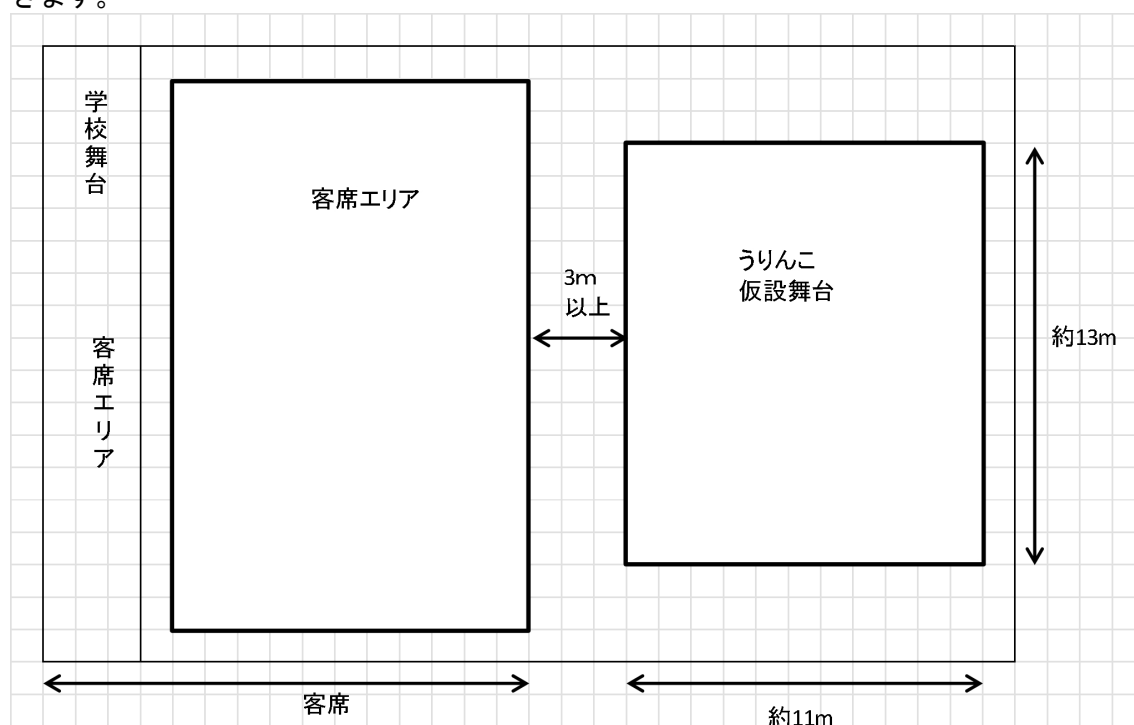 きます。
学校舞台
客席エリア
客席エリア
3m
以上
うりんこ
仮設舞台
約13m
客席
約11m